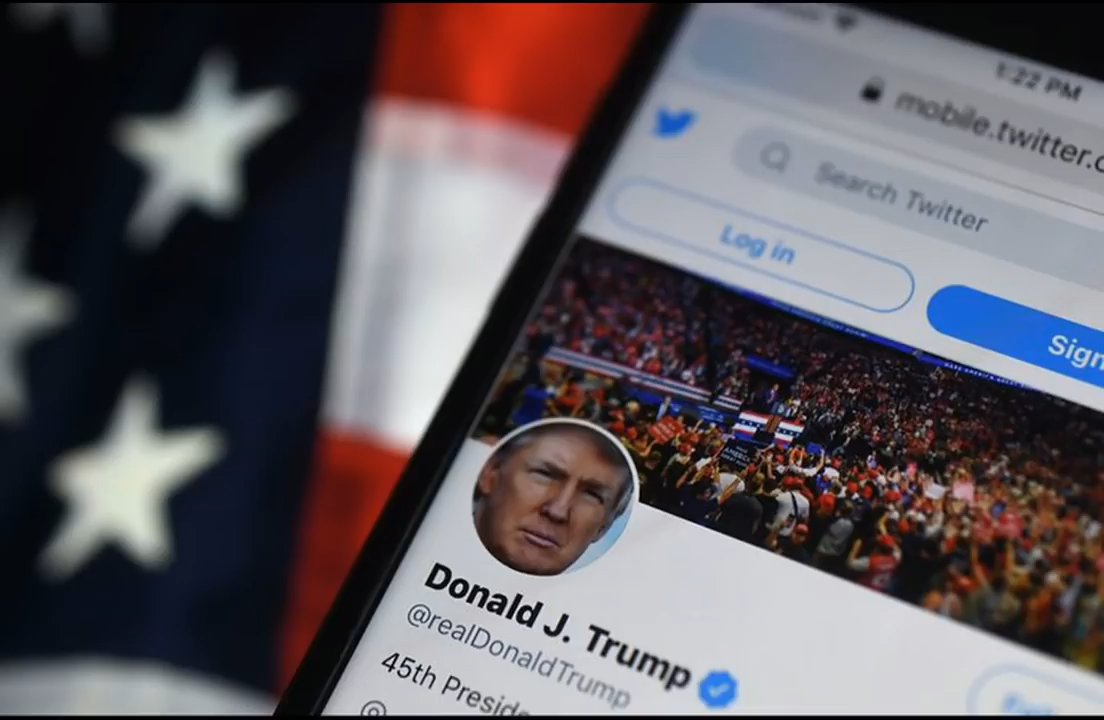 1:22 PM
mobile.twitter.c
Search Twitter
Log in
Sign
Donald J. Trump
@realDonaldTrump
45th Preside